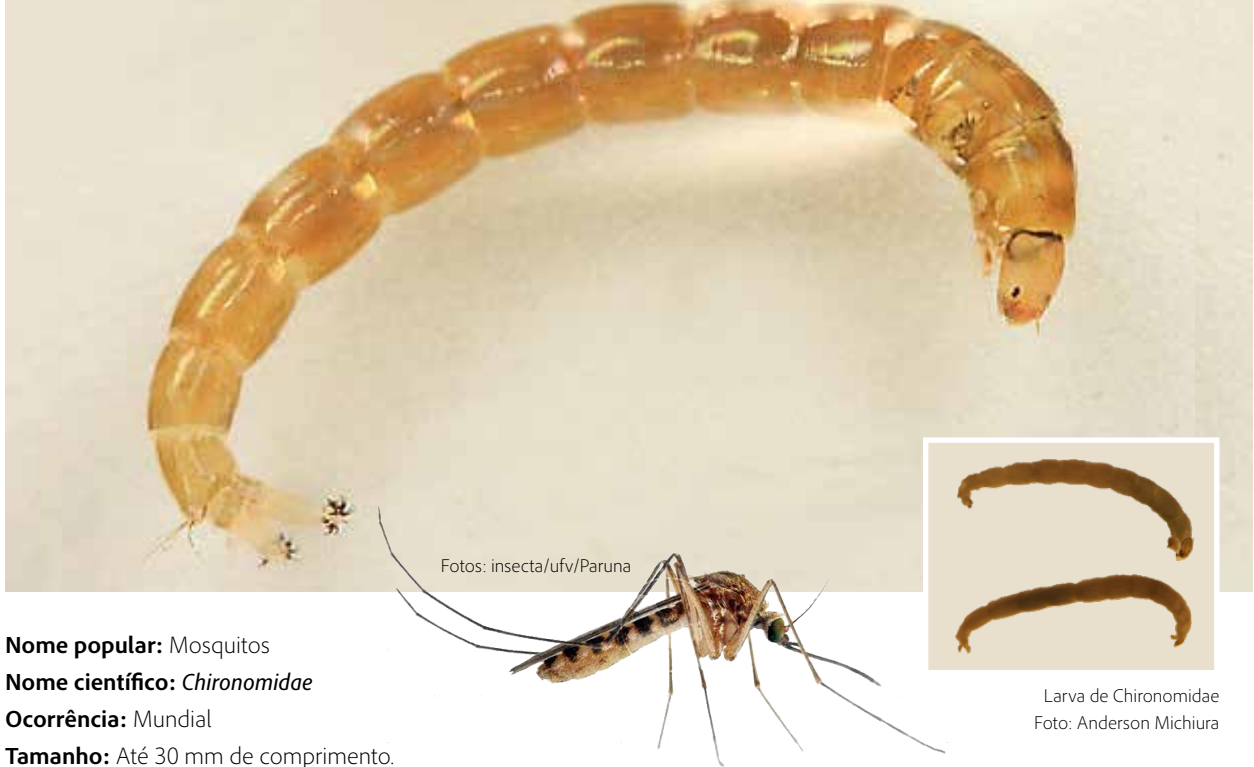 Fotos: insecta/ufv/Paruna
Nome popular: Mosquitos
Nome científico: Chironomidae
Ocorrência: Mundial
Tamanho: Até 30 mm de comprimento.
Larva de Chironomidae
Foto: Anderson Michiura